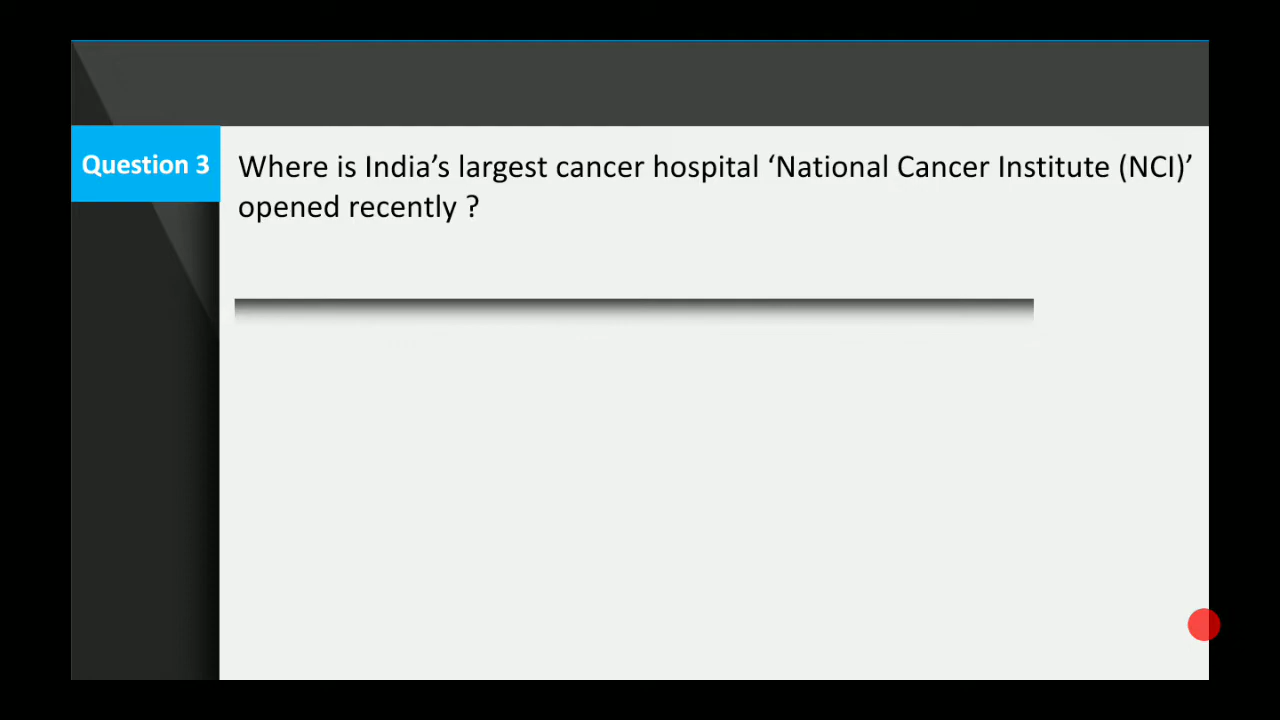 Question 3
Where is India’s largest cancer hospital ‘National Cancer Institute (NCI)’
opened recently ?